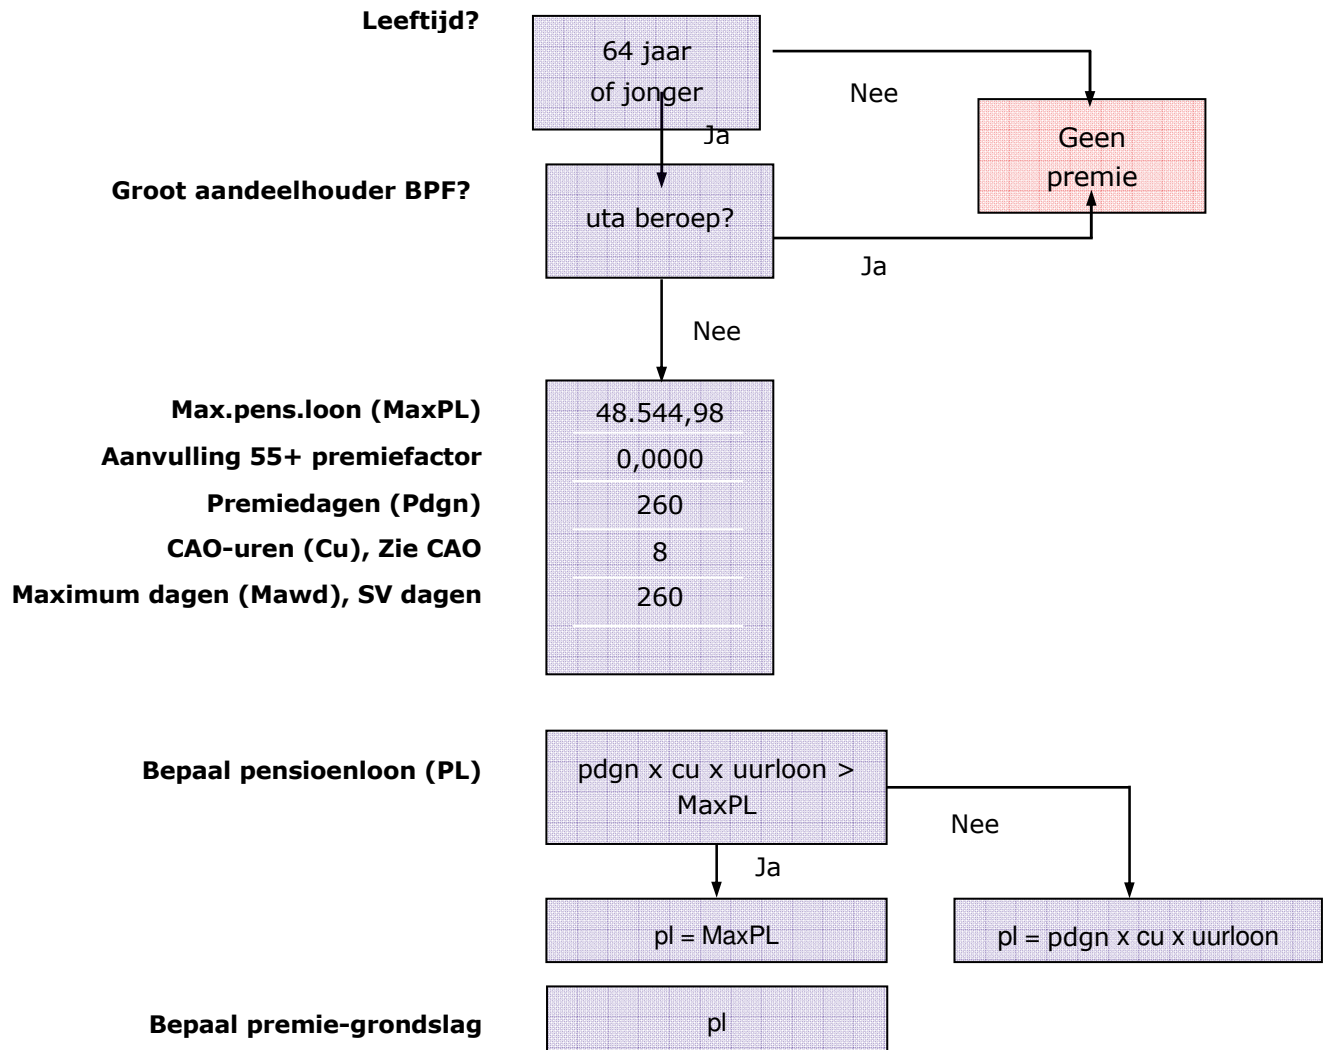 Leeftijd?
64 jaar
of jonger
Nee
Ja
Geen
premie
Groot aandeelhouder BPF?
uta beroep?
Ja
Nee
Max.pens.loon (MaxPL)
48.544,98
Aanvulling 55+ premiefactor
0,0000
Premiedagen (Pdgn)
260
CAO-uren (Cu), Zie CAO
8
Maximum dagen (Mawd), SV dagen
260
Bepaal pensioenloon (PL)
pdgn x cu x uurloon >
MaxPL
Nee
Ja
pl = MaxPL
pl = pdgn x cu x uurloon
Bepaal premie-grondslag
pl